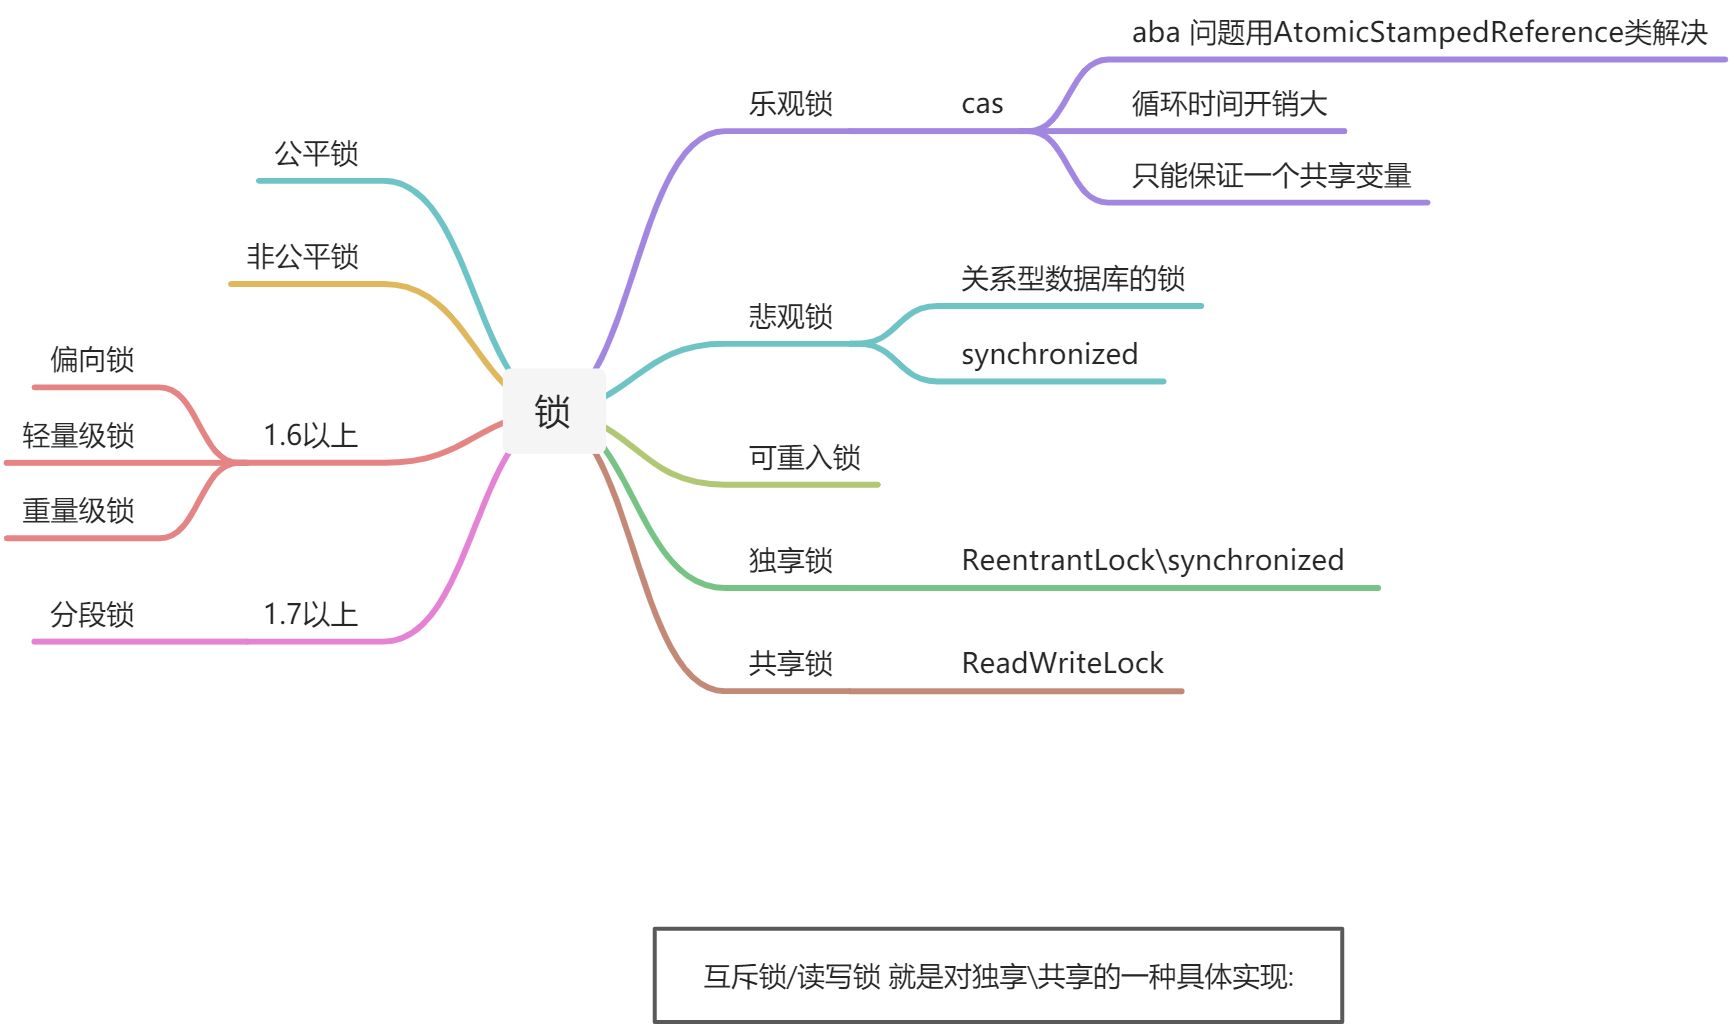 锁
乐观锁
cas
aba 问题用AtomicStampedReference类解决
循环时间开销大
只能保证一个共享变量
悲观锁
关系型数据库的锁
synchronized
可重入锁
独享锁
ReentrantLock\synchronized
共享锁
ReadWriteLock
公平锁
非公平锁
1.6以上
偏向锁
轻量级锁
重量级锁
1.7以上
分段锁
互斥锁/读写锁 就是对独享\共享的一种具体实现: